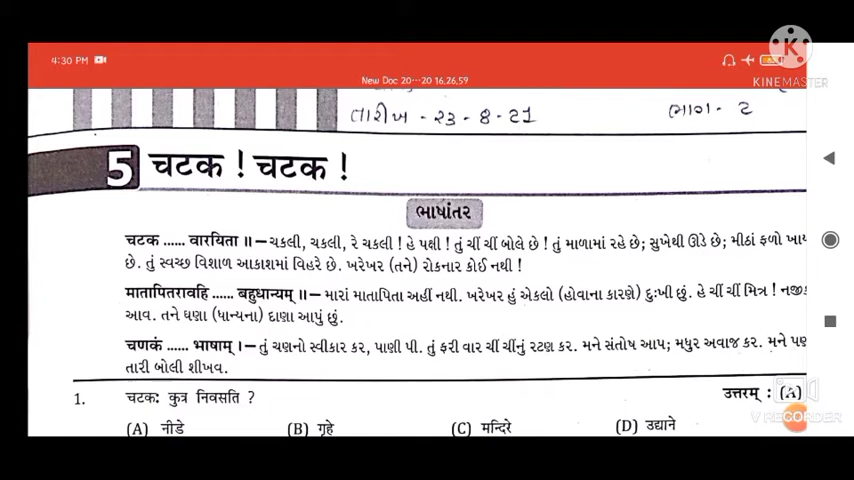 4:30 PM
KINEMASTER
New Doc 20···20 16,26,59
તારીખ - ૨૩ - 8 - 21
ભાગ - 2
5 चटक ! चटक !
ભાષાંતર
चटक ...... वारयिता ॥ – ચકલી, ચકલી, રે ચકલી ! હે પક્ષી ! તું ચીં ચીં બોલે છે ! તું માળામાં રહે છે; સુખેથી ઊડે છે; મીઠાં ફળો ખાય
છે. તું સ્વચ્છ વિશાળ આકાશમાં વિહરે છે. ખરેખર (તને) રોકનાર કોઈ નથી !
मातापितरावहि ...... बहुधान्यम् ॥ – મારાં માતાપિતા અહીં નથી. ખરેખર હું એકલો (હોવાના કારણે) દુઃખી છું. હે ચીં ચીં મિત્ર ! નજીક
આવ. તને ઘણા (ધાન્યના) દાણા આપું છું.
चणकं ...... भाषाम् । – તું ચણનો સ્વીકાર કર, પાણી પી. તું ફરી વાર ચીં ચીંનું રટણ કર. મને સંતોષ આપ; મધુર અવાજ કર. મને પણ
તારી બોલી શીખવ.
1. चटकः कुत्र निवसति ? उत्तरम् : (A)
V RECORDER
(A) नीडे (B) गृहे (C) मन्दिरे (D) उद्याने